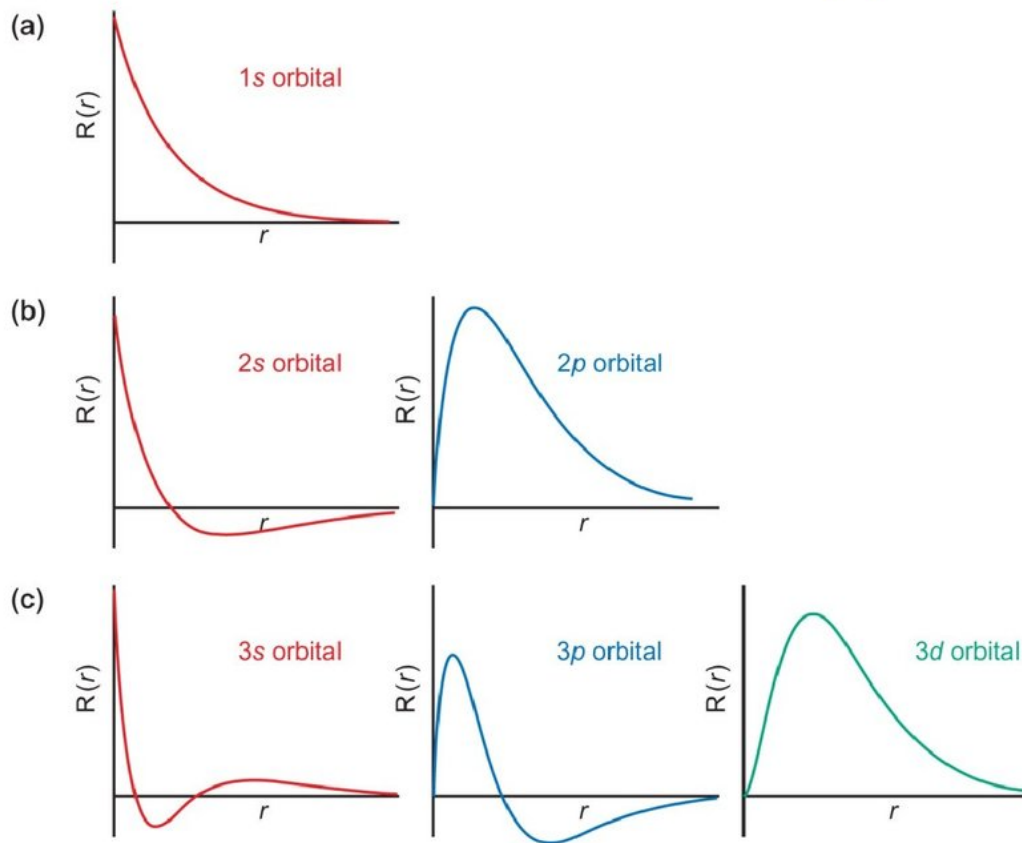 (a)
R(r)
1s orbital
r
(b)
R(r)
2s orbital
r
R(r)
2p orbital
r
(c)
R(r)
3s orbital
r
R(r)
3p orbital
r
R(r)
3d orbital
r